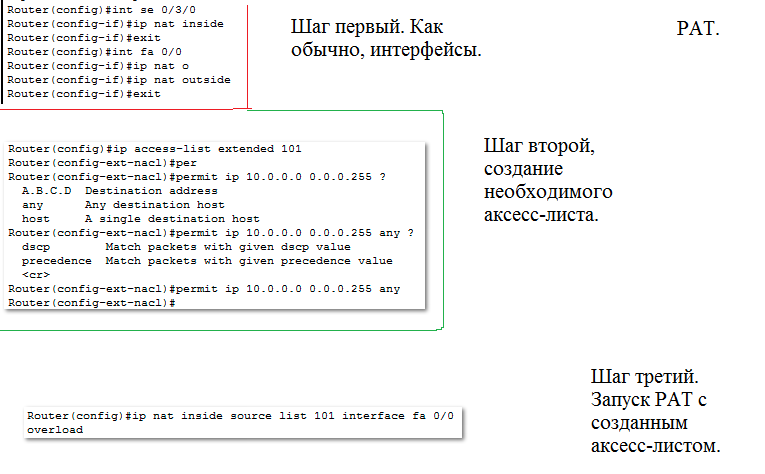 Router(config)#int se 0/3/0
Router(config-if)#ip nat inside
Router(config-if)#exit
Router(config-if)#int fa 0/0
Router(config-if)#ip nat o
Router(config-if)#ip nat outside
Router(config-if)#exit
Шаг первый. Как
обычно, интерфейсы.
PAT.
Router(config)#ip access-list extended 101
Router(config-ext-nacl)#per
Router(config-ext-nacl)#permit ip 10.0.0.0 0.0.0.255 ?
A.B.C.D Destination address
any Any destination host
host A single destination host
Router(config-ext-nacl)#permit ip 10.0.0.0 0.0.0.255 any ?
dscp Match packets with given dscp value
precedence Match packets with given precedence value
<cr>
Router(config-ext-nacl)#permit ip 10.0.0.0 0.0.0.255 any
Router(config-ext-nacl)#
Шаг второй,
создание
необходимого
аксесс-листа.
Router(config)#ip nat inside source list 101 interface fa 0/0
overload
Шаг третий.
Запуск PAT с
созданным
аксесс-листом.